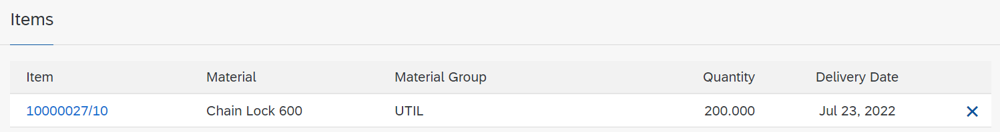 Items
Item Material Material Group Quantity Delivery Date
10000027/10 Chain Lock 600 UTIL 200.000 Jul 23, 2022